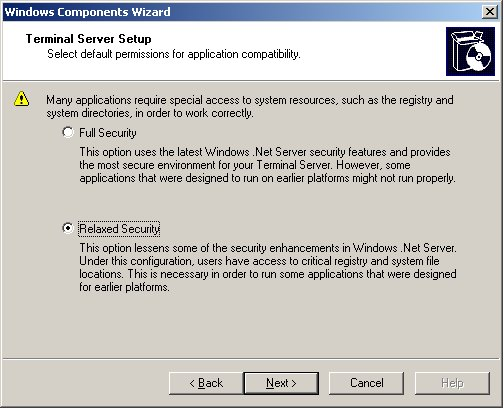 Windows Components Wizard
Terminal Server Setup
Select default permissions for application compatibility.
Many applications require special access to system resources, such as the registry and
system directories, in order to work correctly.
Full Security
This option uses the latest Windows .Net Server security features and provides
the most secure environment for your Terminal Server. However, some
applications that were designed to run on earlier platforms might not run properly.
Relaxed Security
This option lessens some of the security enhancements in Windows .Net Server.
Under this configuration, users have access to critical registry and system file
locations. This is necessary in order to run some applications that were designed
for earlier platforms.
< Back Next > Cancel Help